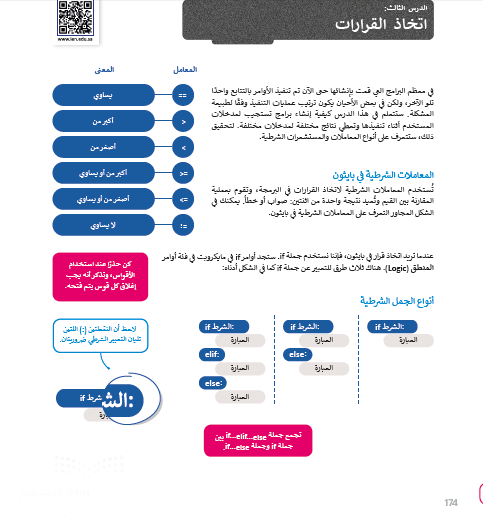 الدرس الثالث:
اتخاذ القرارات
www.ien.edu.sa
المعامل
المعنى
==
يساوي
<
أكبر من
>
أصغر من
=<
أكبر من أو يساوي
=>
أصغر من أو يساوي
=!
لا يساوي
في معظم البرامج التي قمت بإنشائها حتى الآن تم تنفيذ الأوامر بالتتابع واحدًا
تلو الآخر، ولكن في بعض الأحيان يكون ترتيب عمليات التنفيذ وفقًا لطبيعة
المشكلة. ستتعلم في هذا الدرس كيفية إنشاء برامج تستجيب لمدخلات
المستخدم أثناء تنفيذها وتعطي نتائج مختلفة لمدخلات مختلفة. لتحقيق
ذلك، ستتعرف على أنواع المعاملات والمستشعرات الشرطية.
المعاملات الشرطية في بايثون
تُستخدم المعاملات الشرطية لاتخاذ القرارات في البرمجة، وتقوم بعملية
المقارنة بين القيم وتُعيد نتيجة واحدة من اثنتين: صواب أو خطأ. يمكنك في
الشكل المجاور التعرف على المعاملات الشرطية في بايثون.
عندما تريد اتخاذ قرار في بايثون، فإننا نستخدم جملة if. ستجد أوامر if في مايكروبت في فئة أوامر
المنطق (Logic). هناك ثلاث طرق للتعبير عن جملة if كما في الشكل أدناه:
كن حذرًا عند استخدام
الأقواس، وتذكر أنه يجب
إغلاق كل قوس يتم فتحه.
أنواع الجمل الشرطية
if الشرط:
العبارة
if الشرط:
العبارة
else:
العبارة
if الشرط:
العبارة
elif:
العبارة
else:
العبارة
لاحظ أن النقطتين (:) اللتين
تليان التعبير الشرطي ضروريتان.
if الشرط
الش:
تجمع جملة if...elif...else بين
جملة if وجملة if...else.
174